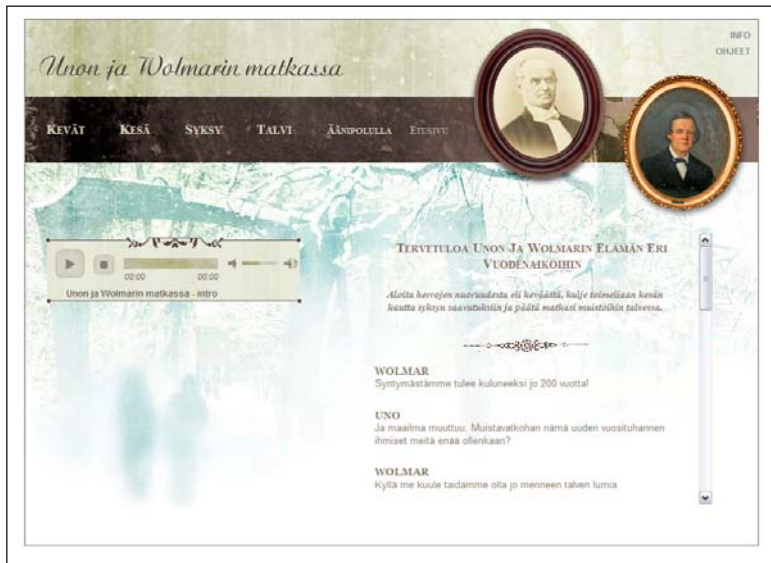 INFO
OHJEET
Unon ja Wolmarin matkassa
KEVÄT KESÄ SYKSY TALVI ÄÄNIPOLULLA ETUSIVU
00:00 00:00
Unon ja Wolmarin matkassa - intro
TERVETULOA UNON JA WOLMARIN ELÄMÄN ERI
VUODENAIKOIHIN
Aloita herrojen nuoruudesta eli keväästä, kulje toimeliaan kesän
kautta syksyn saavutuksiin ja päätä matkasi muistoihin talvessa.
WOLMAR
Syntymästämme tulee kuluneeksi jo 200 vuotta!
UNO
Ja maailma muuttuu. Muistavatkohan nämä uuden vuosituhannen
ihmiset meitä enää ollenkaan?
WOLMAR
Kyllä me kuule taidamme olla jo menneen talven lumia.